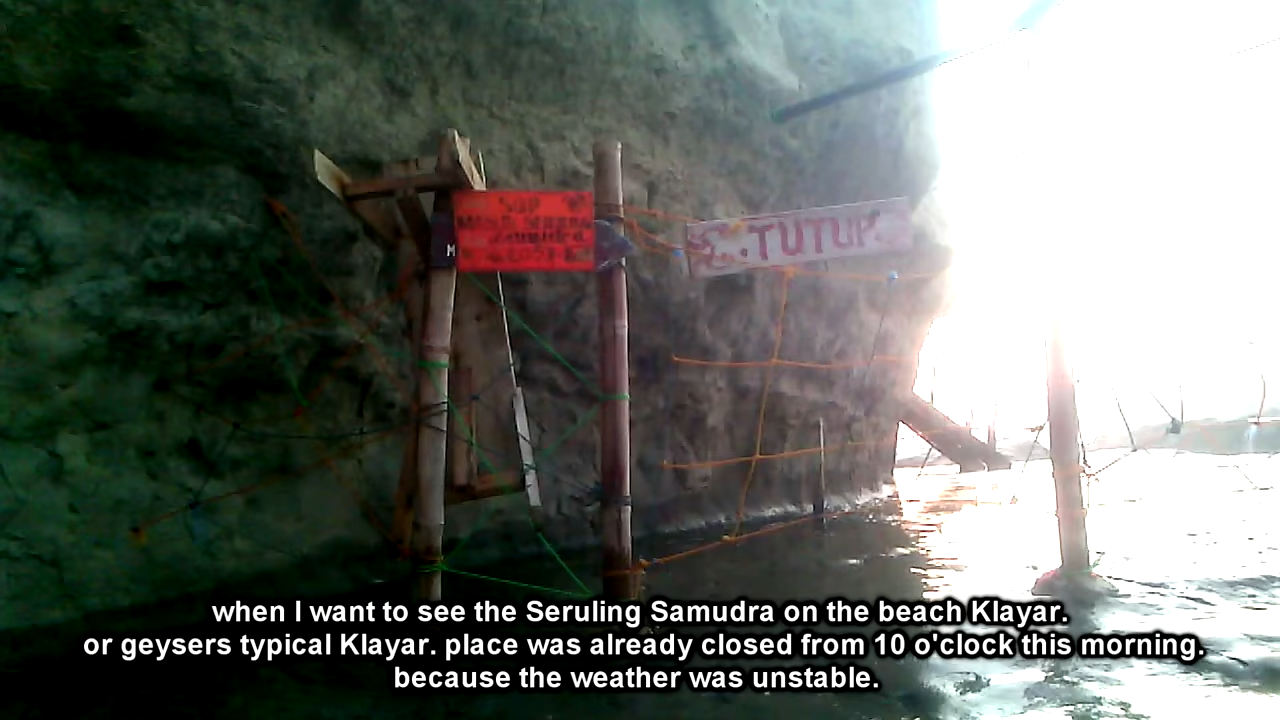 SOP
TUTUP
when I want to see the Seruling Samudra on the beach Klayar.
or geysers typical Klayar. place was already closed from 10 o'clock this morning.
because the weather was unstable.